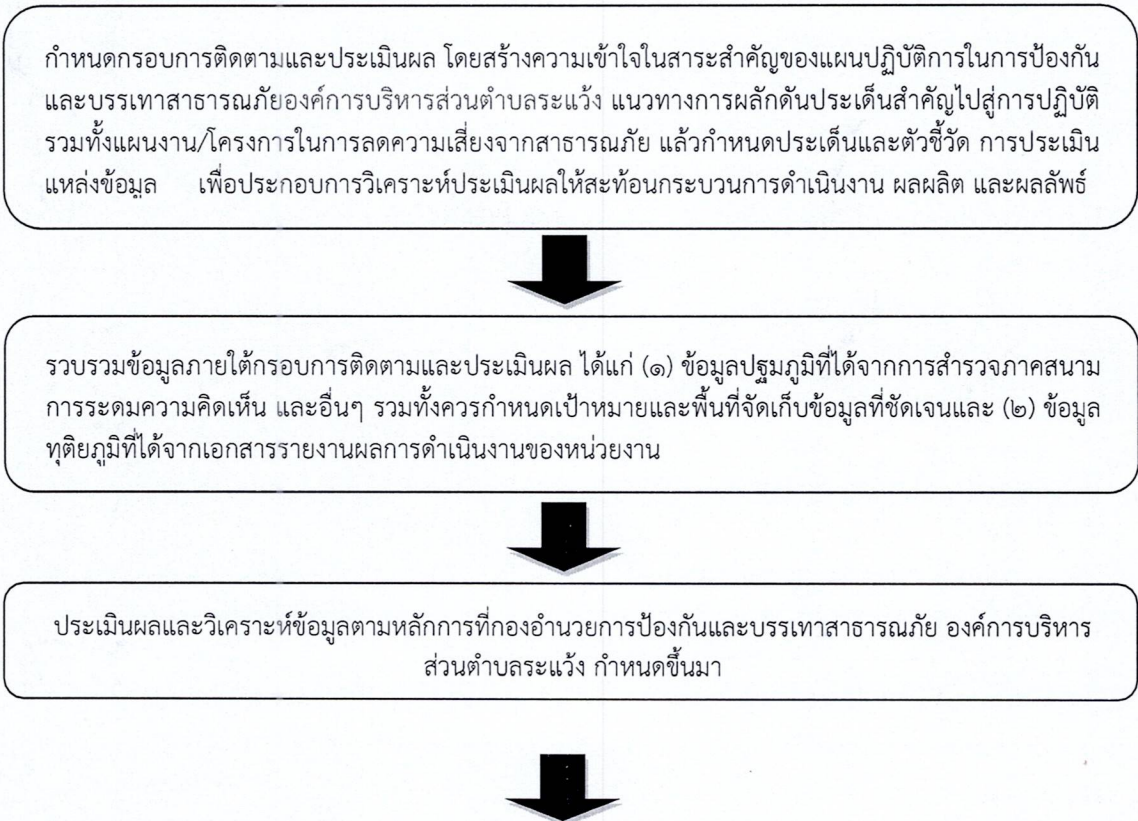 กำหนดกรอบการติดตามและประเมินผล โดยสร้างความเข้าใจในสาระสำคัญของแผนปฏิบัติการในการป้องกัน
และบรรเทาสาธารณภัยองค์การบริหารส่วนตำบลระแว้ง แนวทางการผลักดันประเด็นสำคัญไปสู่การปฏิบัติ
รวมทั้งแผนงาน/โครงการในการลดความเสี่ยงจากสาธารณภัย แล้วกำหนดประเด็นและตัวชี้วัด การประเมิน
แหล่งข้อมูล เพื่อประกอบการวิเคราะห์ประเมินผลให้สะท้อนกระบวนการดำเนินงาน ผลผลิต และผลลัพธ์
รวบรวมข้อมูลภายใต้กรอบการติดตามและประเมินผล ได้แก่ (๑) ข้อมูลปฐมภูมิที่ได้จากการสำรวจภาคสนาม
การระดมความคิดเห็น และอื่นๆ รวมทั้งควรกำหนดเป้าหมายและพื้นที่จัดเก็บข้อมูลที่ชัดเจนและ (๒) ข้อมูล
ทุติยภูมิที่ได้จากเอกสารรายงานผลการดำเนินงานของหน่วยงาน
ประเมินผลและวิเคราะห์ข้อมูลตามหลักการที่กองอำนวยการป้องกันและบรรเทาสาธารณภัย องค์การบริหาร
ส่วนตำบลระแว้ง กำหนดขึ้นมา